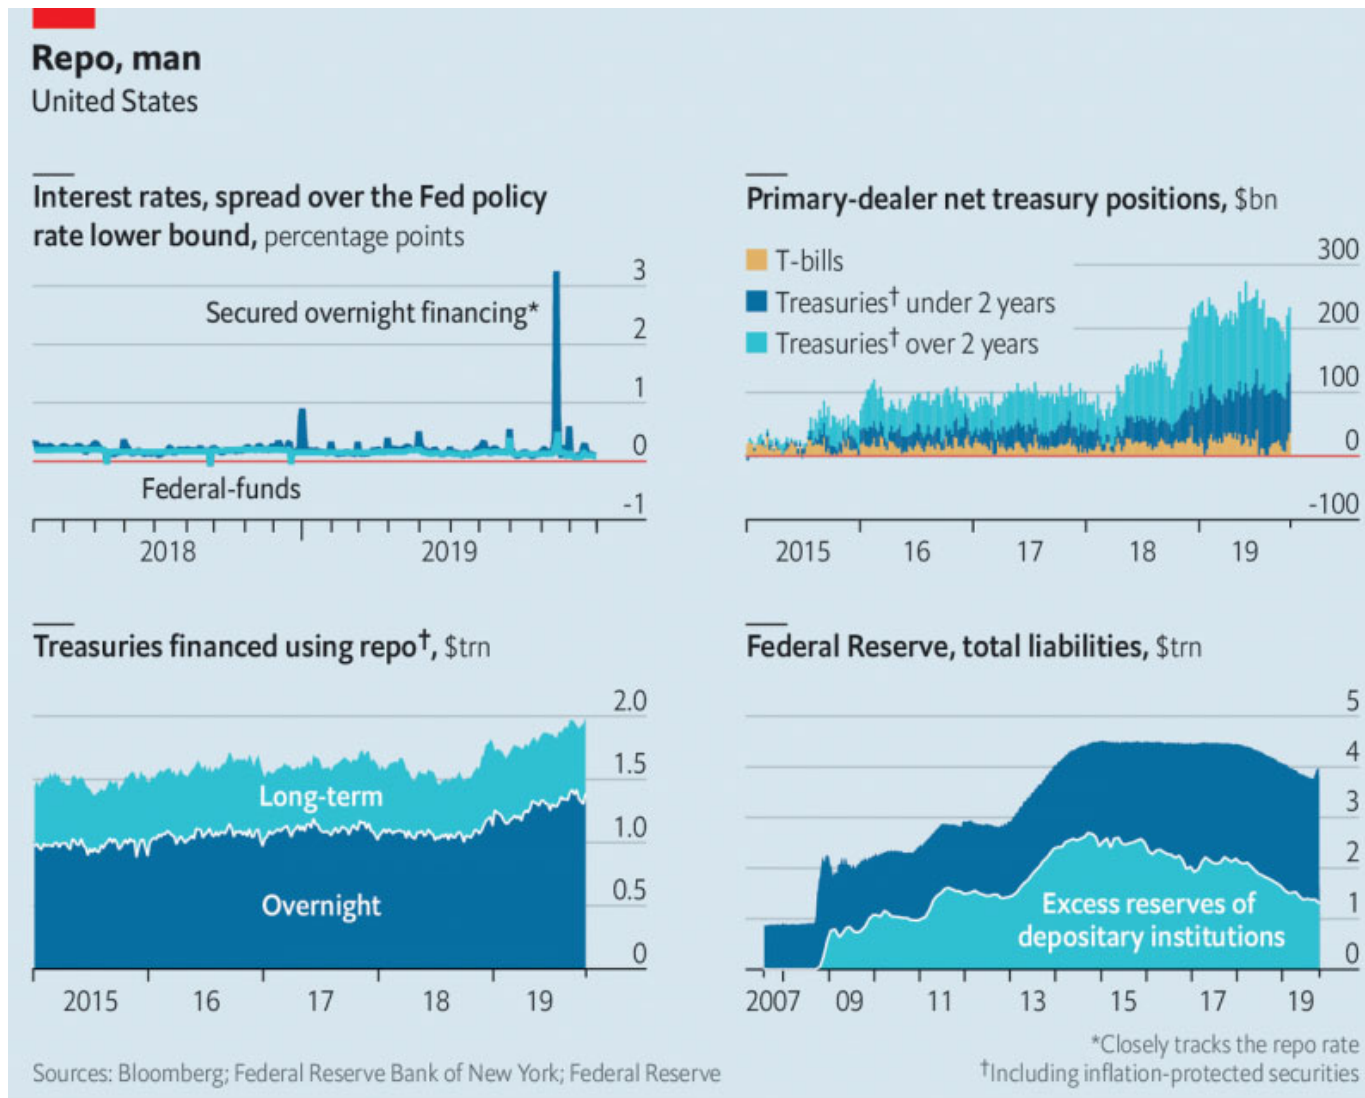 Repo, man
United States
Interest rates, spread over the Fed policy
rate lower bound, percentage points
3
Secured overnight financing*
2
1
0
Federal-funds
-1
2018
2019
Primary-dealer net treasury positions, $bn
300
T-bills
Treasuries† under 2 years
200
Treasuries† over 2 years
100
0
-100
2015 16 17 18 19
Treasuries financed using repo†, $trn
2.0
1.5
Long-term
1.0
Overnight
0.5
0
2015 16 17 18 19
Federal Reserve, total liabilities, $trn
5
4
3
2
Excess reserves of
1
depositary institutions
0
2007 09 11 13 15 17 19
*Closely tracks the repo rate
Sources: Bloomberg; Federal Reserve Bank of New York; Federal Reserve
†Including inflation-protected securities